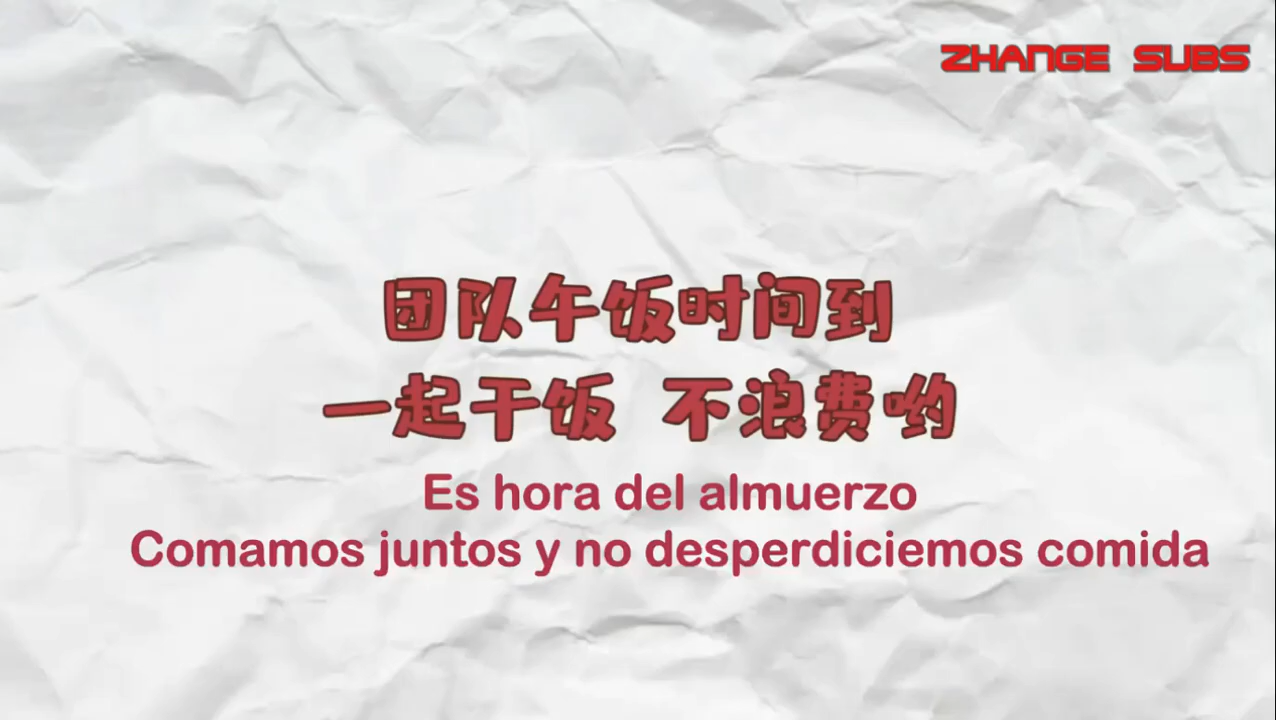 ZHANGE SUBS
团队午饭时间到
一起干饭 不浪费哟
Es hora del almuerzo
Comamos juntos y no desperdiciemos comida